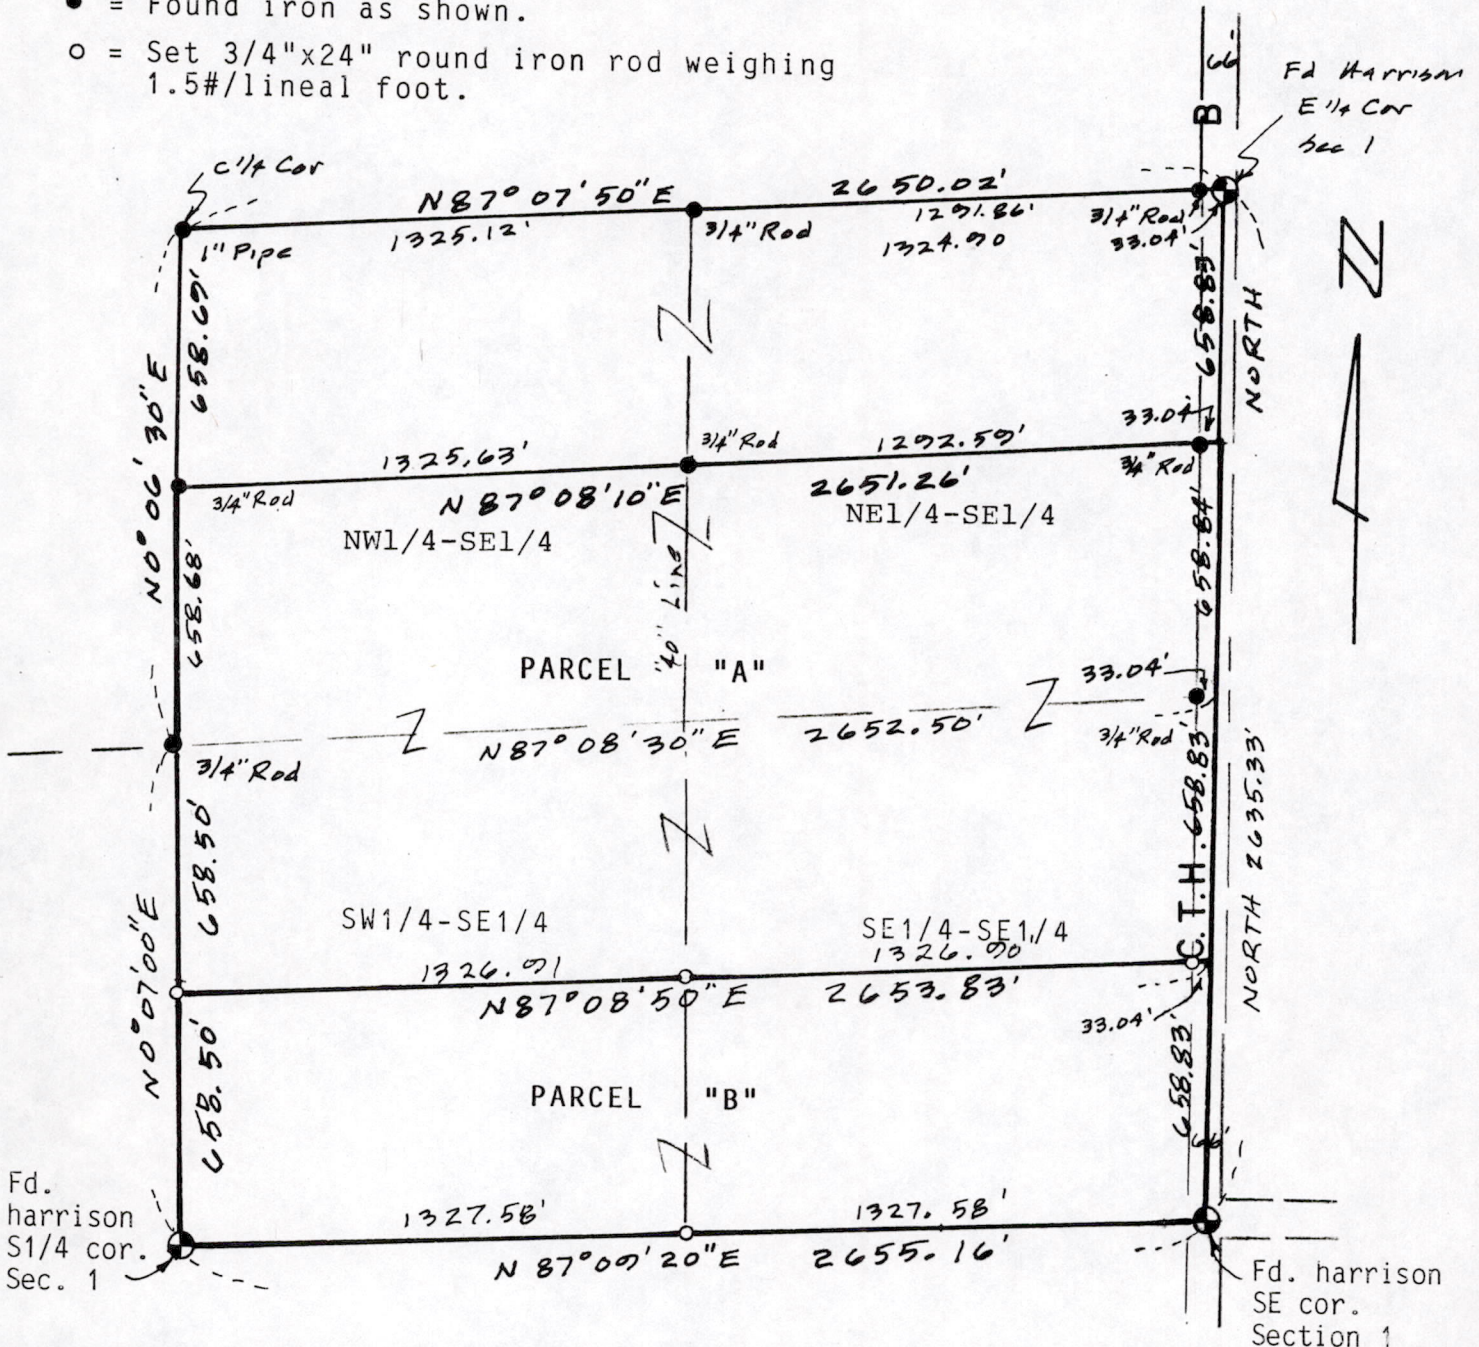 ● = Found iron as shown.
○ = Set 3/4"x24" round iron rod weighing
1.5#/lineal foot.
66'
B
Fd Harrison
E 1/4 Cor
Sec 1
C 1/4 Cor
N87° 07' 50" E
2650.02'
1325.12'
3/4" Rod
1291.86'
1324.90
3/4" Rod
33.04'
1" Pipe
658.69'
658.83'
NORTH
N
N0° 06' 30" E
1325.63'
3/4" Rod
1292.59'
33.04'
3/4" Rod
3/4" Rod
N 87° 08' 10" E
2651.26'
NW1/4-SE1/4
NE1/4-SE1/4
658.68'
"40" Line
658.84'
PARCEL "A"
33.04'
N87° 08' 30" E
2652.50'
3/4" Rod
3/4" Rod
658.83'
NORTH 2635.33'
658.50'
N0° 07' 00" E
C. T. H.
SW1/4-SE1/4
SE1/4-SE1/4
1326.91
1326.90
N87° 08' 50" E
2653.83'
33.04'
658.50'
658.83'
PARCEL "B"
66'
Fd.
harrison
S1/4 cor.
Sec. 1
1327.58'
1327.58'
N 87° 09' 20" E
2655.16'
Fd. harrison
SE cor.
Section 1